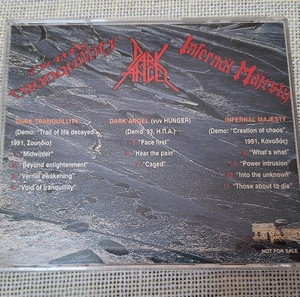 DARK TRANQUILLITY
DARK ANGEL
Infernal Majesty
DARK TRANQUILLITY
(Demo: "Trail of life decayed",
1991, Σουηδία)
"Midwinter"
"Beyond enlightenment"
"Vernal awakening"
"Void of tranquility"
DARK ANGEL (νυν HUNGER)
(Demo '93, Η.Π.Α.)
"Face first"
"Hear the pain"
"Caged"
INFERNAL MAJESTY
(Demo: "Creation of chaos",
1991, Καναδάς)
"What's what"
"Power intrusion"
"Into the unknown"
"Those about to die"
NOT FOR SALE